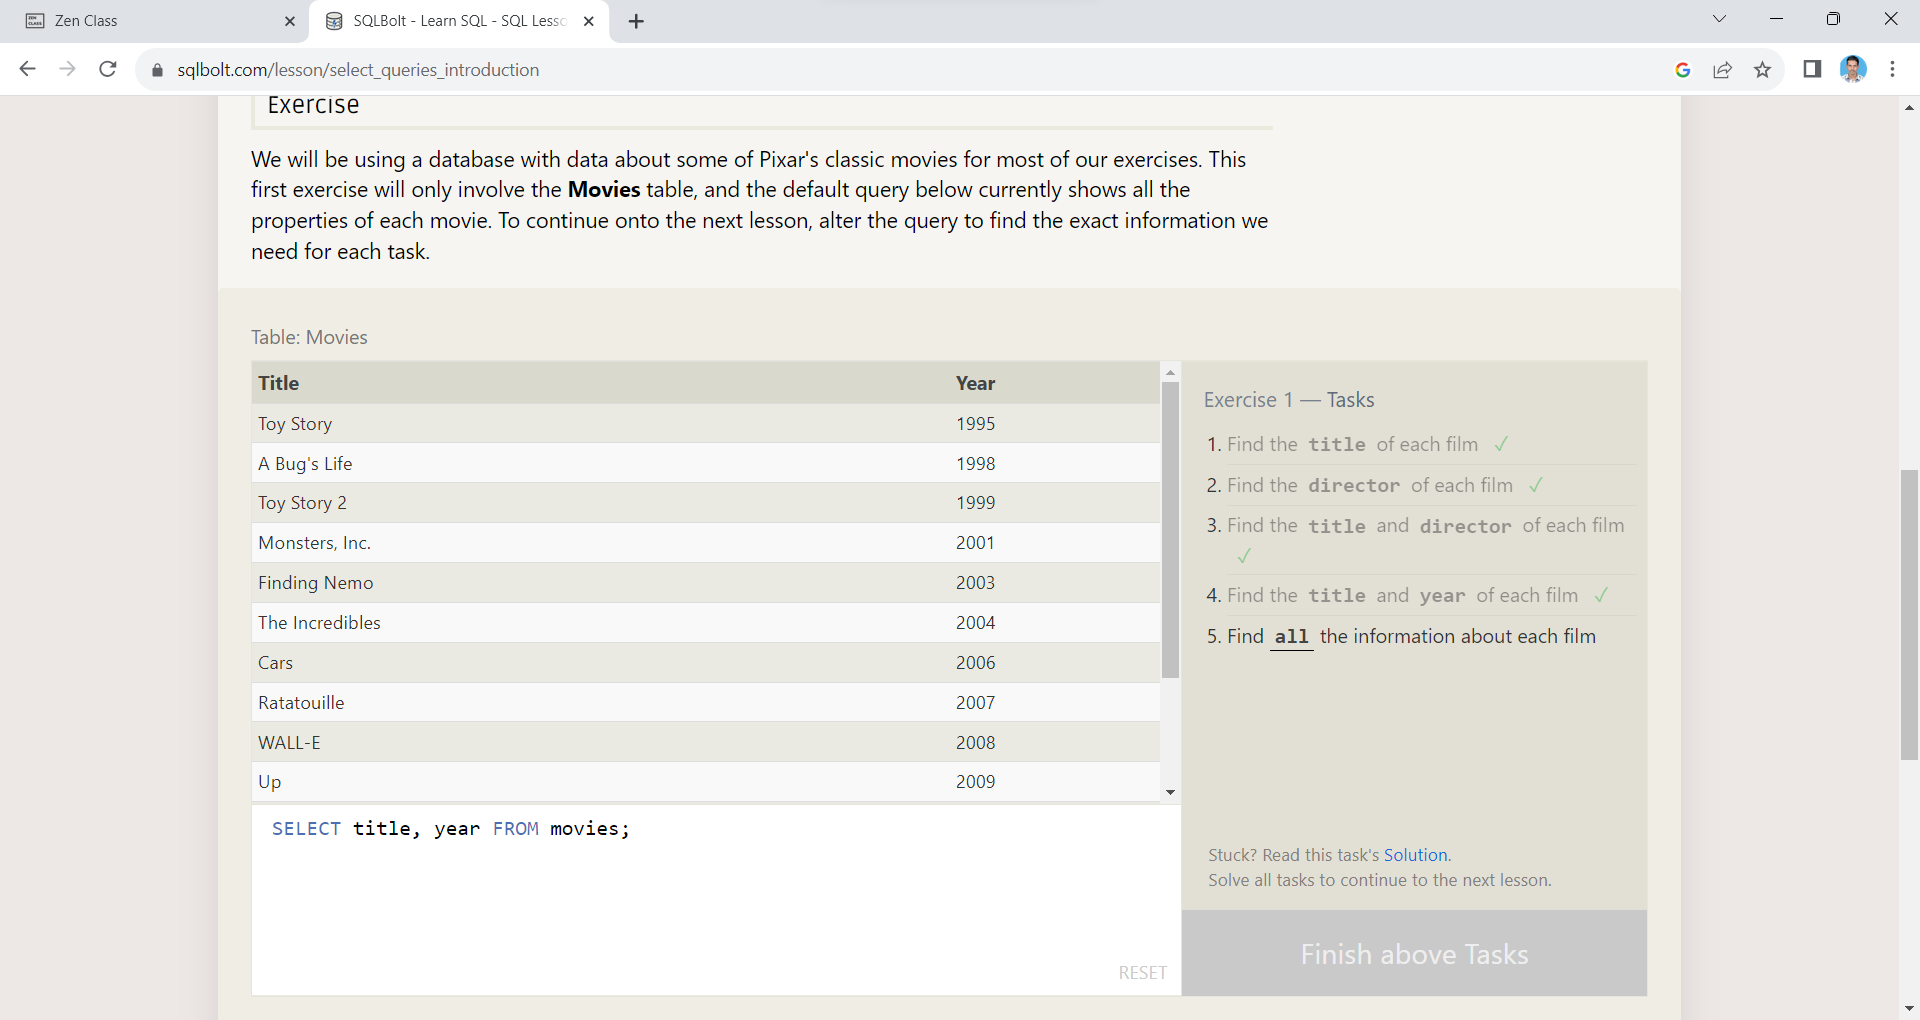 Zen Class
SQLBolt - Learn SQL - SQL Lesso
sqlbolt.com/lesson/select_queries_introduction
Exercise
We will be using a database with data about some of Pixar's classic movies for most of our exercises. This
first exercise will only involve the Movies table, and the default query below currently shows all the
properties of each movie. To continue onto the next lesson, alter the query to find the exact information we
need for each task.
Table: Movies
Title Year
Toy Story 1995
A Bug's Life 1998
Toy Story 2 1999
Monsters, Inc. 2001
Finding Nemo 2003
The Incredibles 2004
Cars 2006
Ratatouille 2007
WALL-E 2008
Up 2009
SELECT title, year FROM movies;
RESET
Exercise 1 — Tasks
1. Find the title of each film ✓
2. Find the director of each film ✓
3. Find the title and director of each film
✓
4. Find the title and year of each film ✓
5. Find all the information about each film
Stuck? Read this task's Solution.
Solve all tasks to continue to the next lesson.
Finish above Tasks